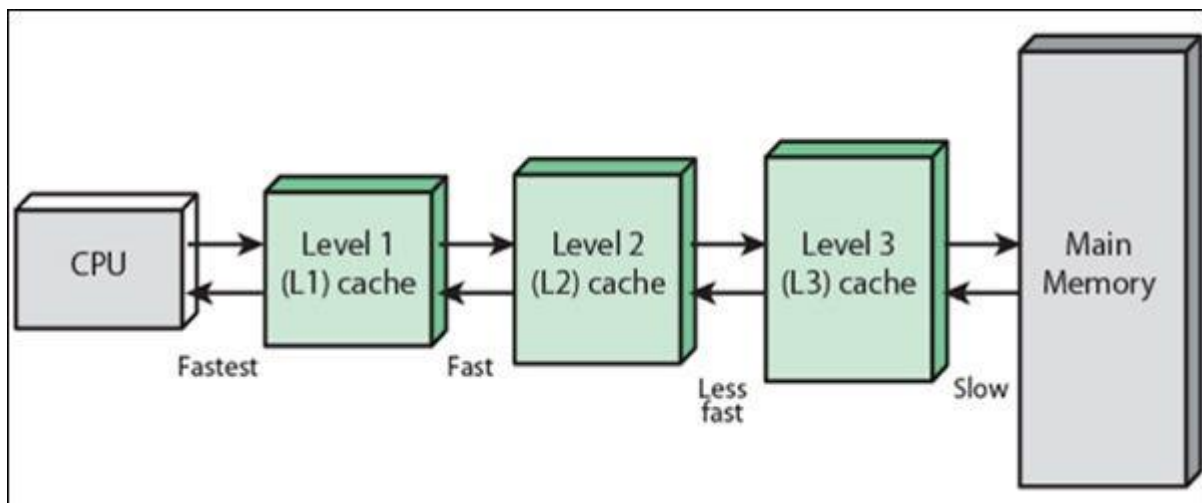 CPU
Level 1
(L1) cache
Level 2
(L2) cache
Level 3
(L3) cache
Main
Memory
Fastest
Fast
Less
fast
Slow